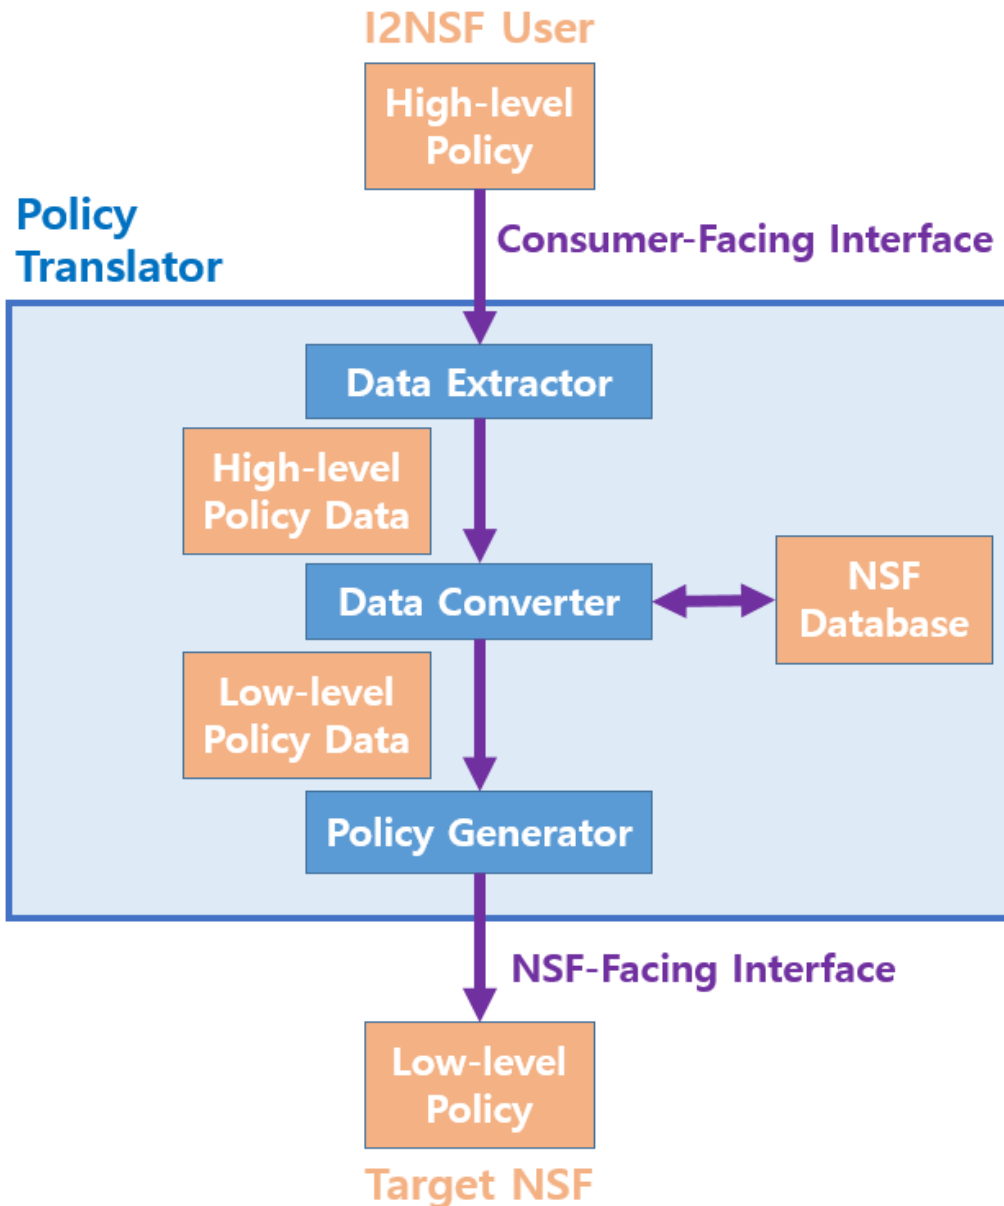 I2NSF User
High-level
Policy
Policy
Translator
Consumer-Facing Interface
Data Extractor
High-level
Policy Data
Data Converter
NSF
Database
Low-level
Policy Data
Policy Generator
NSF-Facing Interface
Low-level
Policy
Target NSF